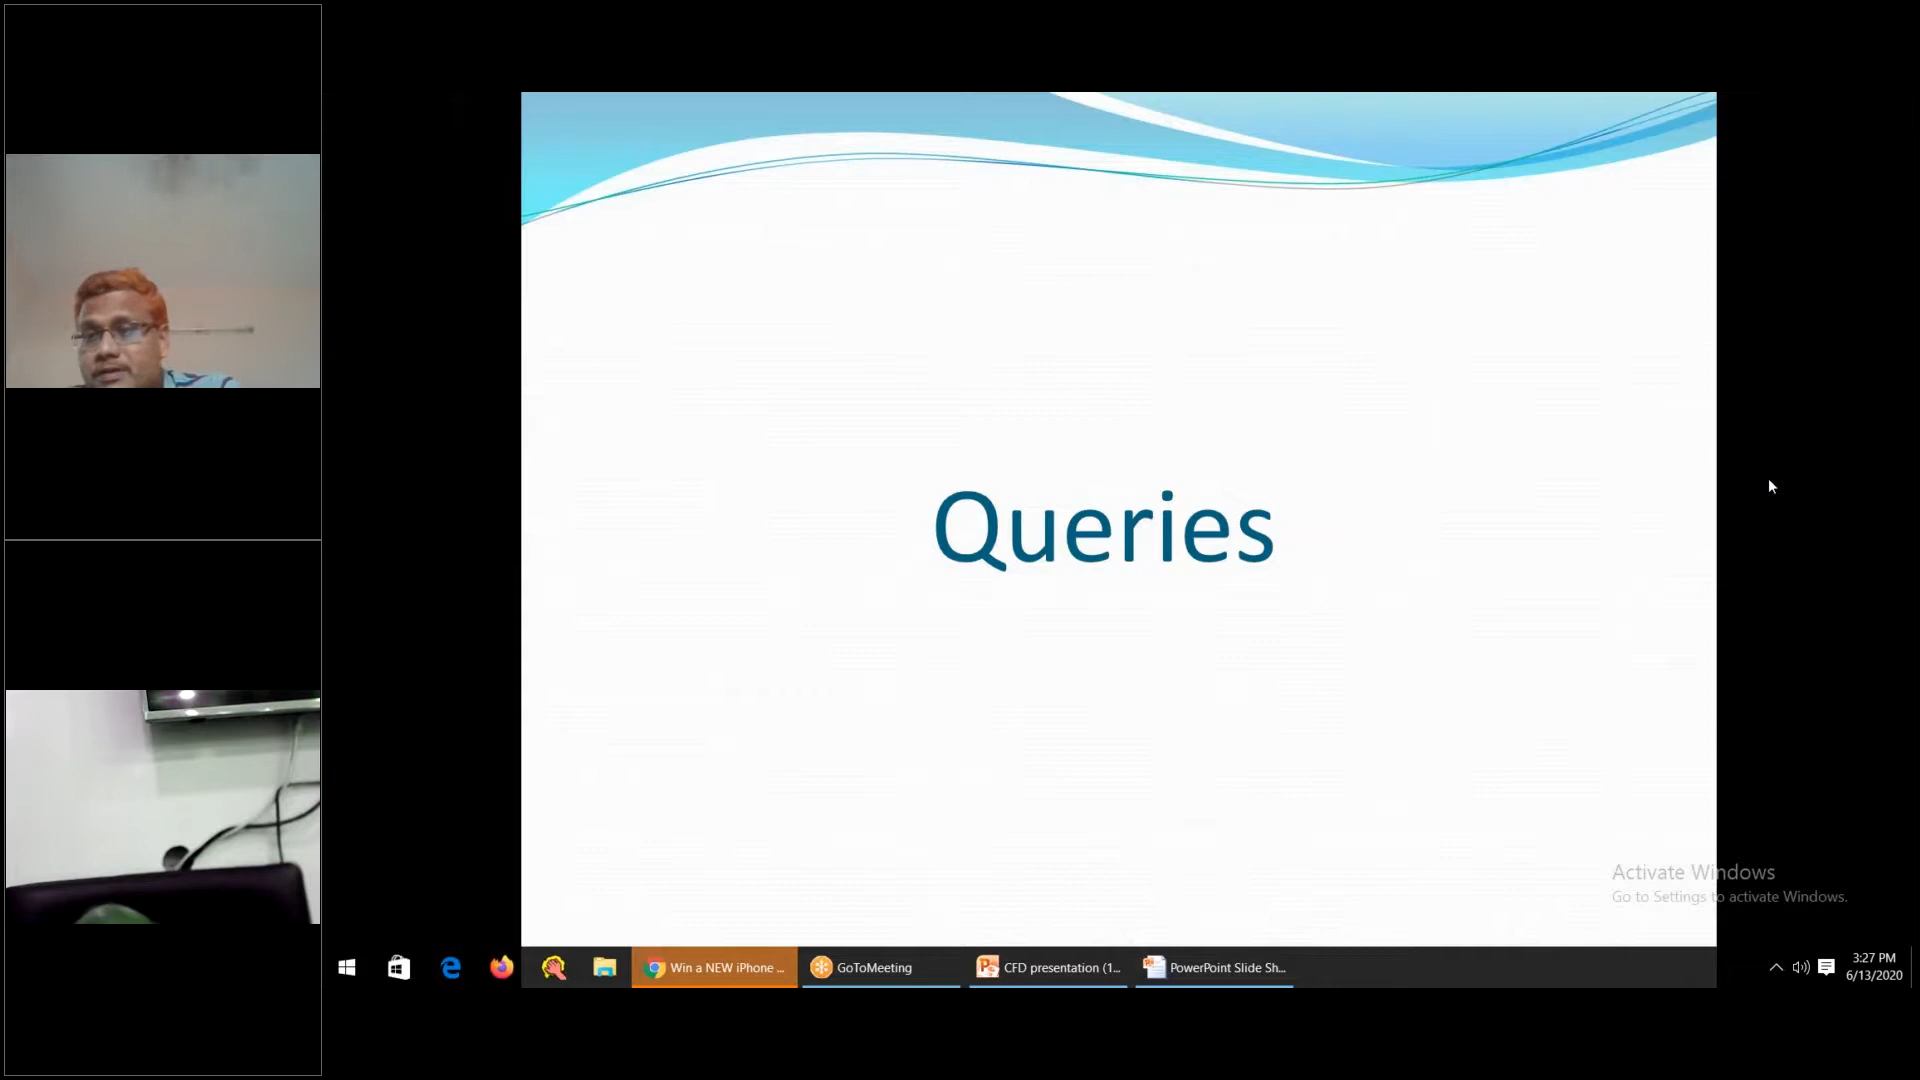 Queries
Activate Windows
Go to Settings to activate Windows.
Win a NEW iPhone ...
GoToMeeting
CFD presentation (1...
PowerPoint Slide Sh...
3:27 PM
6/13/2020